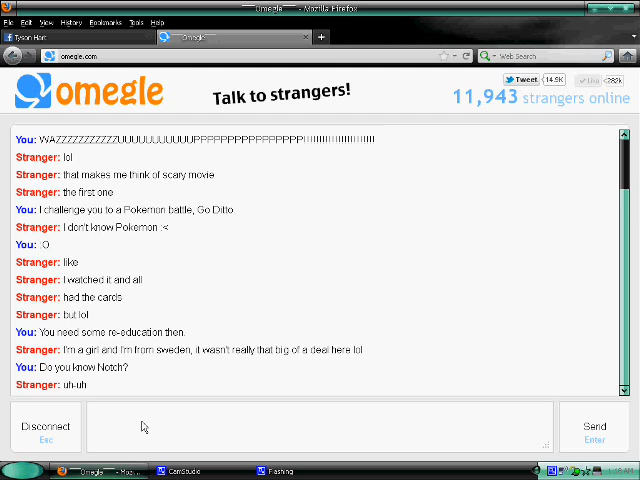 Omegle - Mozilla Firefox
File Edit View History Bookmarks Tools Help
Tyson Hart
Omegle
omegle.com
Web Search
omegle
Talk to strangers!
Tweet 14.9K
Like 282k
11,943 strangers online
You: WAZZZZZZZZZZUUUUUUUUUUUPPPPPPPPPPPPPPPP!!!!!!!!!!!!!!!!!!!!!!!!
Stranger: lol
Stranger: that makes me think of scary movie
Stranger: the first one
You: I challenge you to a Pokemon battle, Go Ditto.
Stranger: I don't know Pokemon :<
You: :O
Stranger: like
Stranger: I watched it and all
Stranger: had the cards
Stranger: but lol
You: You need some re-education then.
Stranger: I'm a girl and I'm from sweden, it wasn't really that big of a deal here lol
You: Do you know Notch?
Stranger: uh-uh
Disconnect
Esc
Send
Enter
Omegle - Moz...
CamStudio
Flashing